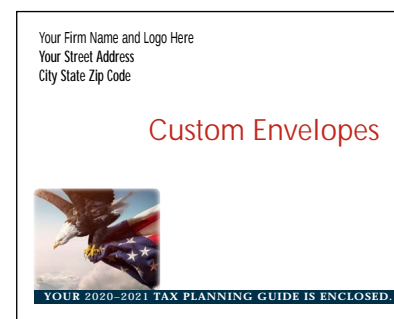 Your Firm Name and Logo Here
Your Street Address
City State Zip Code
Custom Envelopes
YOUR 2020–2021 TAX PLANNING GUIDE IS ENCLOSED.